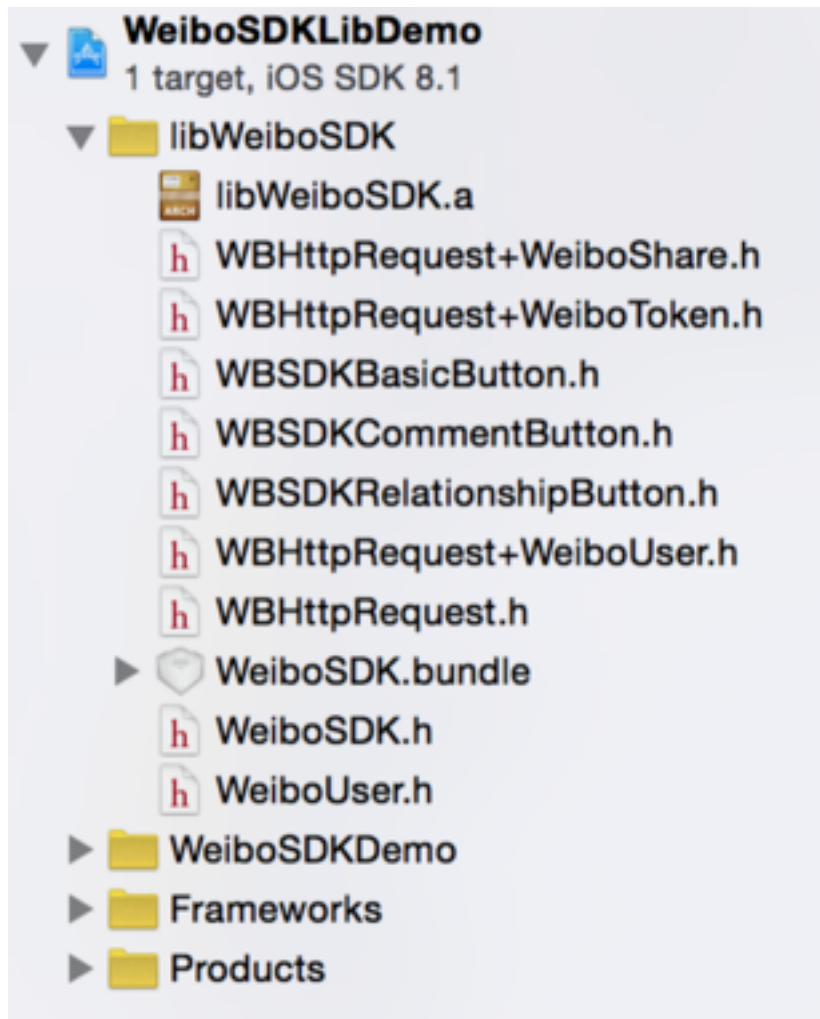 WeiboSDKLibDemo
1 target, iOS SDK 8.1
libWeiboSDK
libWeiboSDK.a
WBHttpRequest+WeiboShare.h
WBHttpRequest+WeiboToken.h
WBSDKBasicButton.h
WBSDKCommentButton.h
WBSDKRelationshipButton.h
WBHttpRequest+WeiboUser.h
WBHttpRequest.h
WeiboSDK.bundle
WeiboSDK.h
WeiboUser.h
WeiboSDKDemo
Frameworks
Products